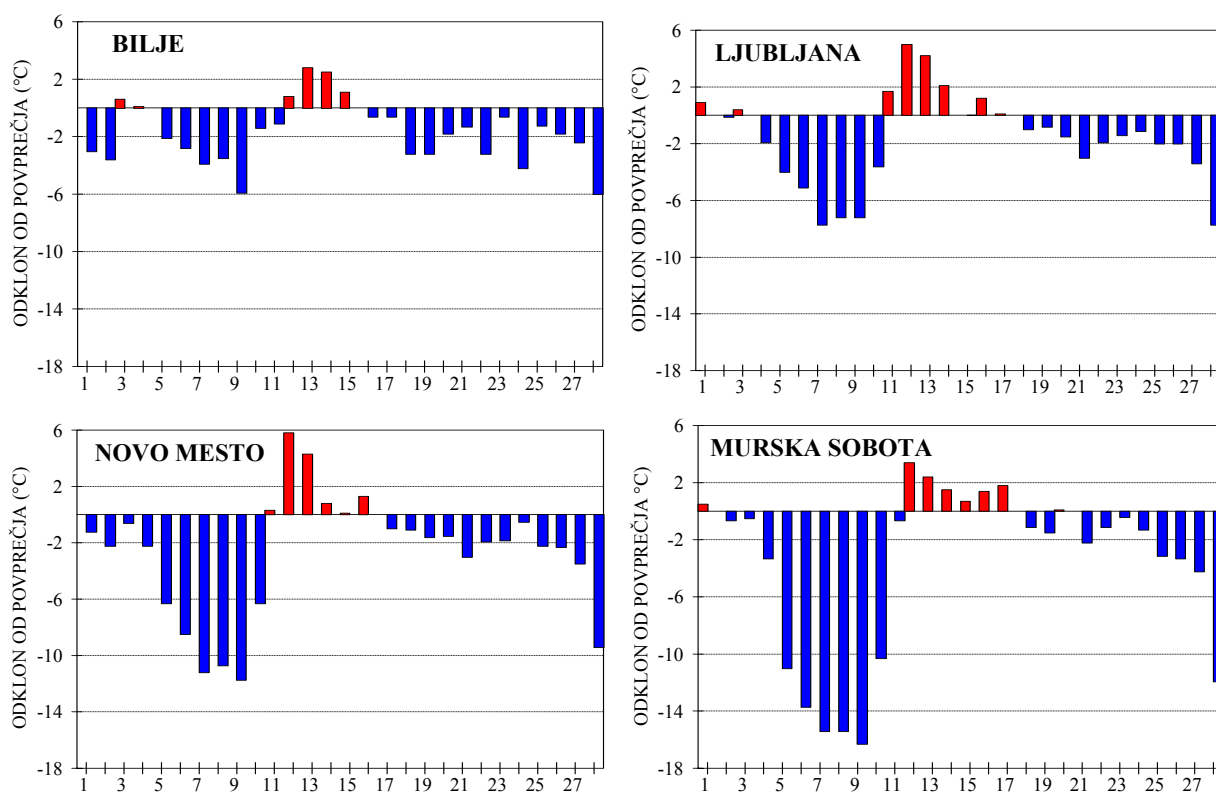 BILJE
ODKLON OD POVPREČJA (°C)
6
2
-2
-6
-10
-14
-18
1 3 5 7 9 11 13 15 17 19 21 23 25 27
LJUBLJANA
ODKLON OD POVPREČJA (°C)
6
2
-2
-6
-10
-14
-18
1 3 5 7 9 11 13 15 17 19 21 23 25 27
NOVO MESTO
ODKLON OD POVPREČJA (°C)
6
2
-2
-6
-10
-14
-18
1 3 5 7 9 11 13 15 17 19 21 23 25 27
MURSKA SOBOTA
ODKLON OD POVPREČJA °C)
6
2
-2
-6
-10
-14
-18
1 3 5 7 9 11 13 15 17 19 21 23 25 27